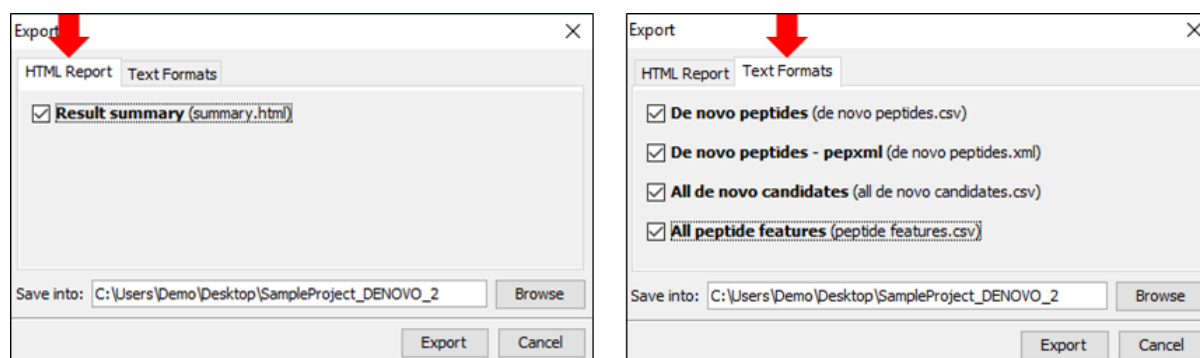 Export
HTML Report Text Formats
Result summary (summary.html)
Save into: C:\Users\Demo\Desktop\SampleProject_DENOVO_2 Browse
Export Cancel
Export
HTML Report Text Formats
De novo peptides (de novo peptides.csv)
De novo peptides - pepxml (de novo peptides.xml)
All de novo candidates (all de novo candidates.csv)
All peptide features (peptide features.csv)
Save into: C:\Users\Demo\Desktop\SampleProject_DENOVO_2 Browse
Export Cancel